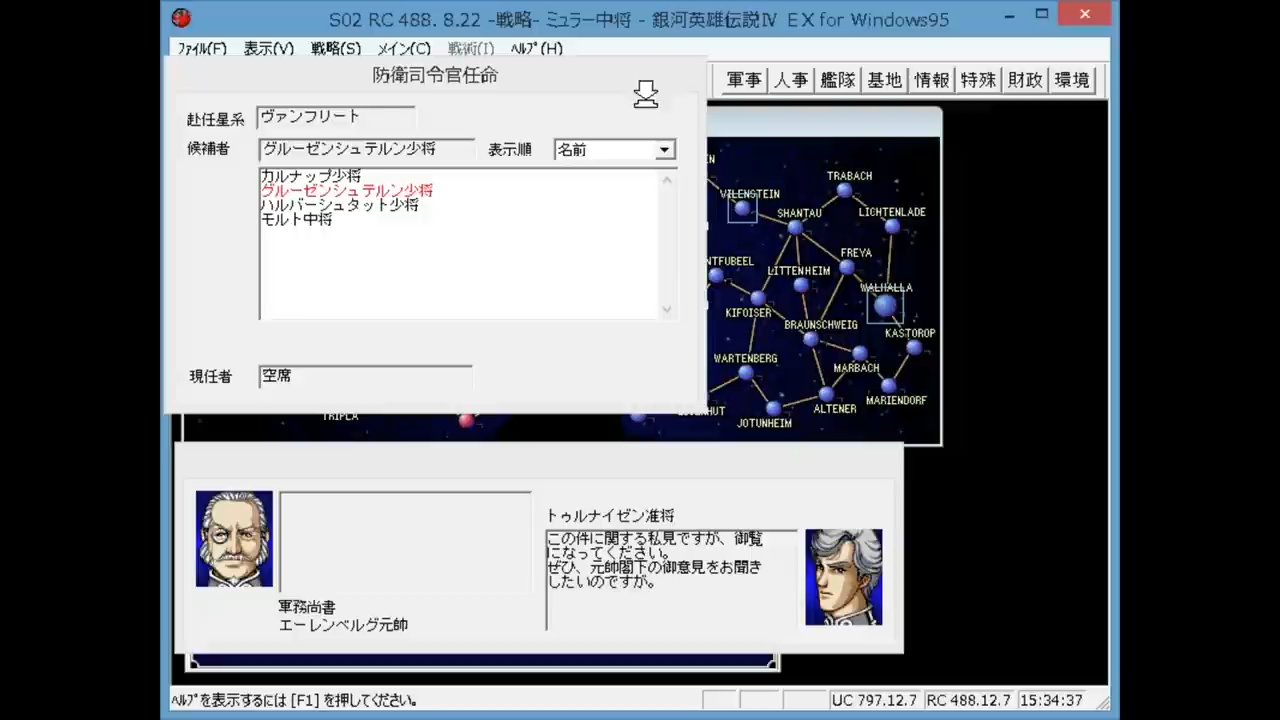 S02 RC 488. 8.22 -戦略- ミュラー中将 - 銀河英雄伝説Ⅳ EX for Windows95
ﾌｧｲﾙ(F) 表示(V) 戦略(S) メイン(C) 戦術(I) ﾍﾙﾌﾟ(H)
防衛司令官任命
軍事 人事 艦隊 基地 情報 特殊 財政 環境
赴任星系 ヴァンフリート
候補者 グルーゼンシュテルン少将 表示順 名前
カルナップ少将
グルーゼンシュテルン少将
ハルバーシュタット少将
モルト中将
現任者 空席
VILENSTEIN
TRABACH
SHANTAU
LICHTENLADE
FREYA
LITTENHEIM
WALHALLA
KIFOISER
BRAUNSCHWEIG
KASTOROP
WARTENBERG
MARBACH
MARIENDORF
ALTENER
JOTUNHEIM
TRIPLA
トゥルナイゼン准将
この件に関する私見ですが、御覧
になってください。
ぜひ、元帥閣下の御意見をお聞き
したいのですが。
軍務尚書
エーレンベルグ元帥
ﾍﾙﾌﾟを表示するには [F1] を押してください。
UC 797.12.7 RC 488.12.7 15:34:37